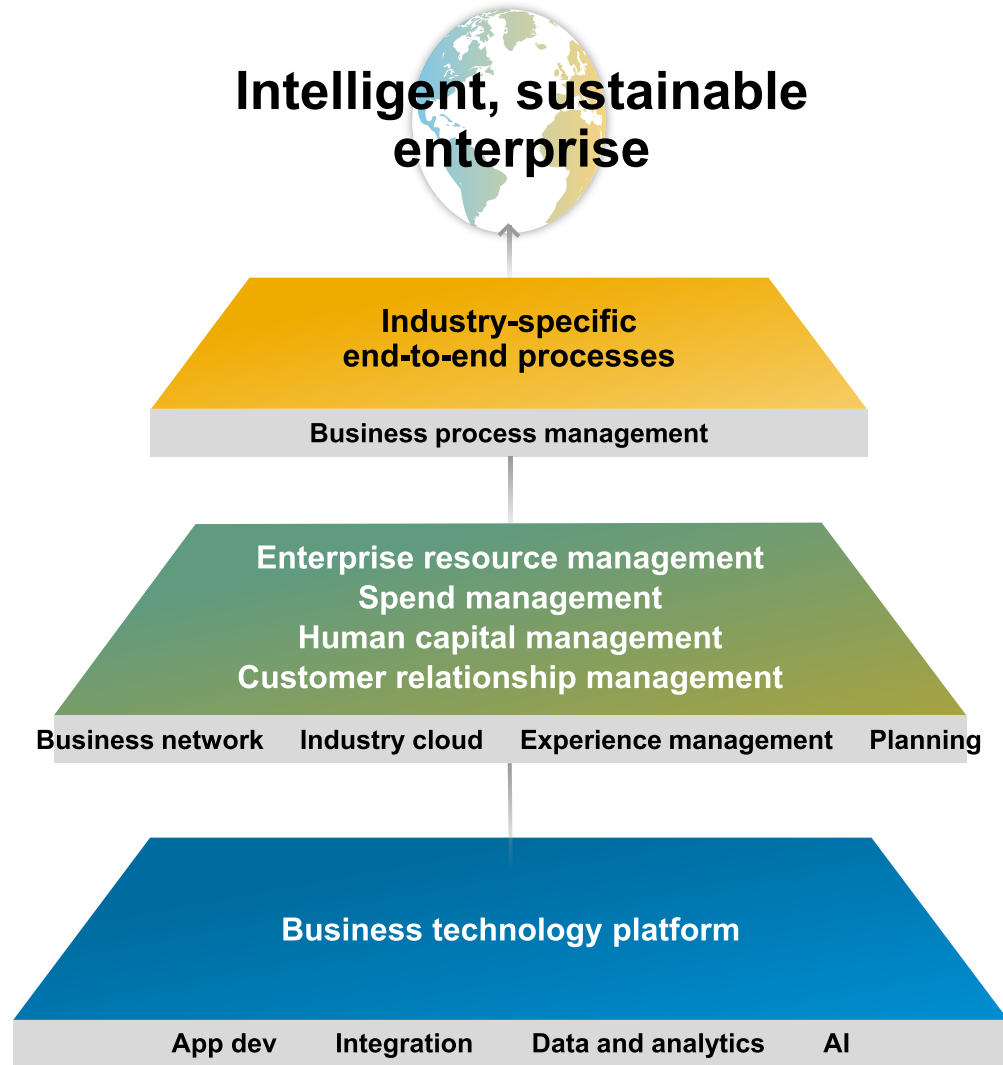 Intelligent, sustainable
enterprise
Industry-specific
end-to-end processes
Business process management
Enterprise resource management
Spend management
Human capital management
Customer relationship management
Business network Industry cloud Experience management Planning
Business technology platform
App dev Integration Data and analytics AI